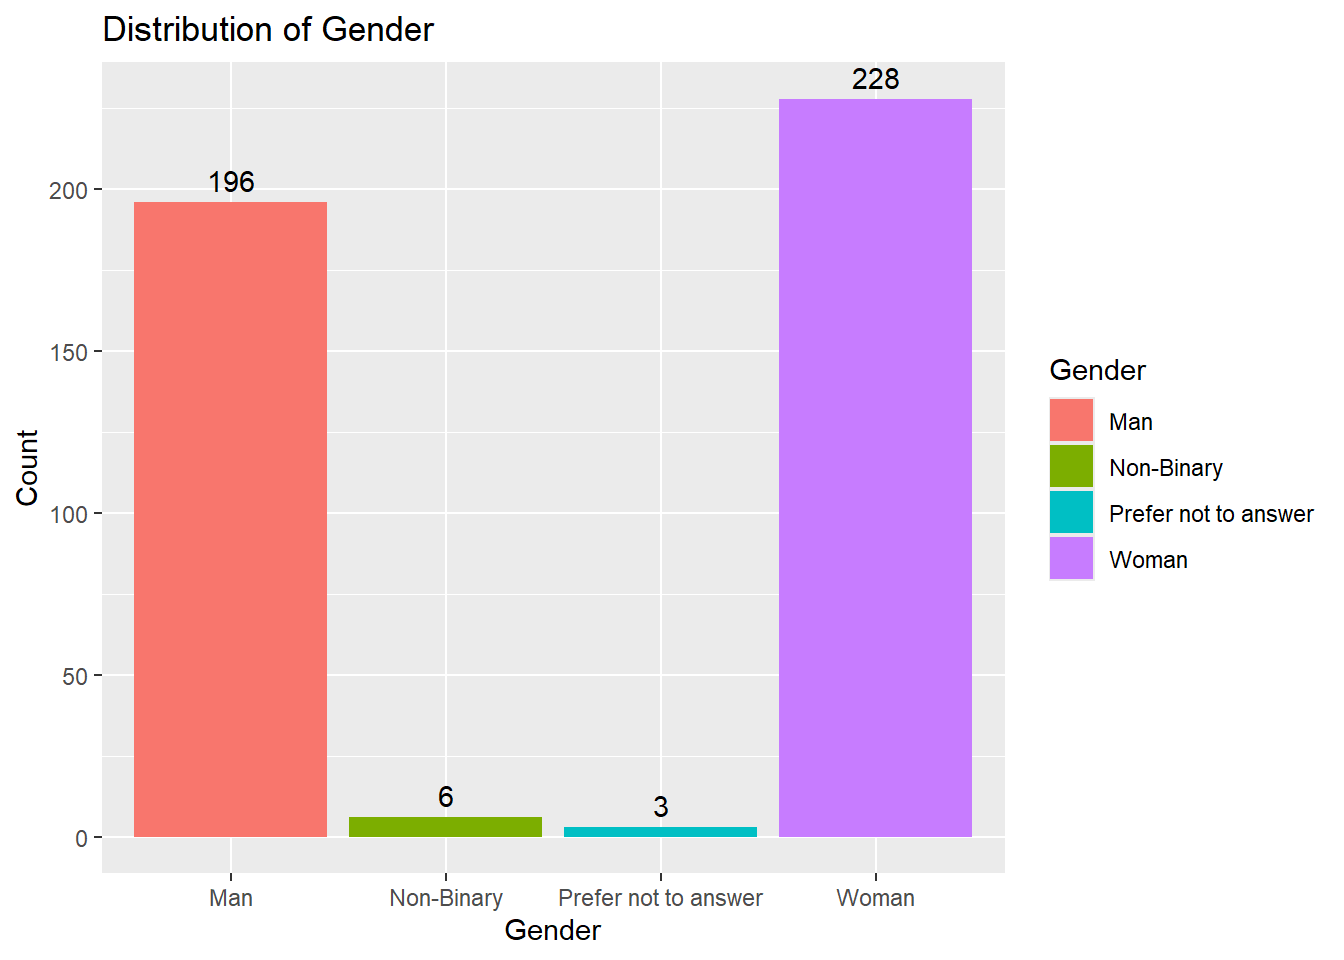 Distribution of Gender
228
196
6
3
200
150
100
50
0
Count
Man
Non-Binary
Prefer not to answer
Woman
Gender
Gender
Man
Non-Binary
Prefer not to answer
Woman